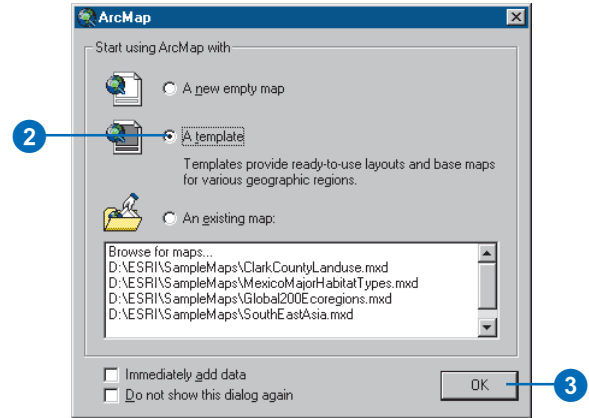 ArcMap
Start using ArcMap with
A new empty map
2
A template
Templates provide ready-to-use layouts and base maps
for various geographic regions.
An existing map:
Browse for maps...
D:\ESRI\SampleMaps\ClarkCountyLanduse.mxd
D:\ESRI\SampleMaps\MexicoMajorHabitatTypes.mxd
D:\ESRI\SampleMaps\Global200Ecoregions.mxd
D:\ESRI\SampleMaps\SouthEastAsia.mxd
Immediately add data
Do not show this dialog again
OK
3